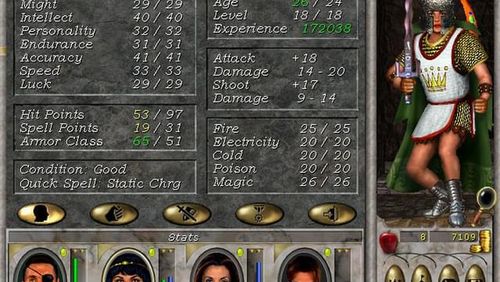 Might 29 / 29
Intellect 40 / 40
Personality 32 / 32
Endurance 31 / 31
Accuracy 41 / 41
Speed 33 / 33
Luck 29 / 29
Hit Points 53 / 97
Spell Points 19 / 31
Armor Class 65 / 51
Condition: Good
Quick Spell: Static Chrg
Age 26 / 24
Level 18 / 18
Experience 172038
Attack +18
Damage 14 - 20
Shoot +17
Damage 9 - 14
Fire 25 / 25
Electricity 20 / 20
Cold 20 / 20
Poison 20 / 20
Magic 26 / 26
Stats
8 7109